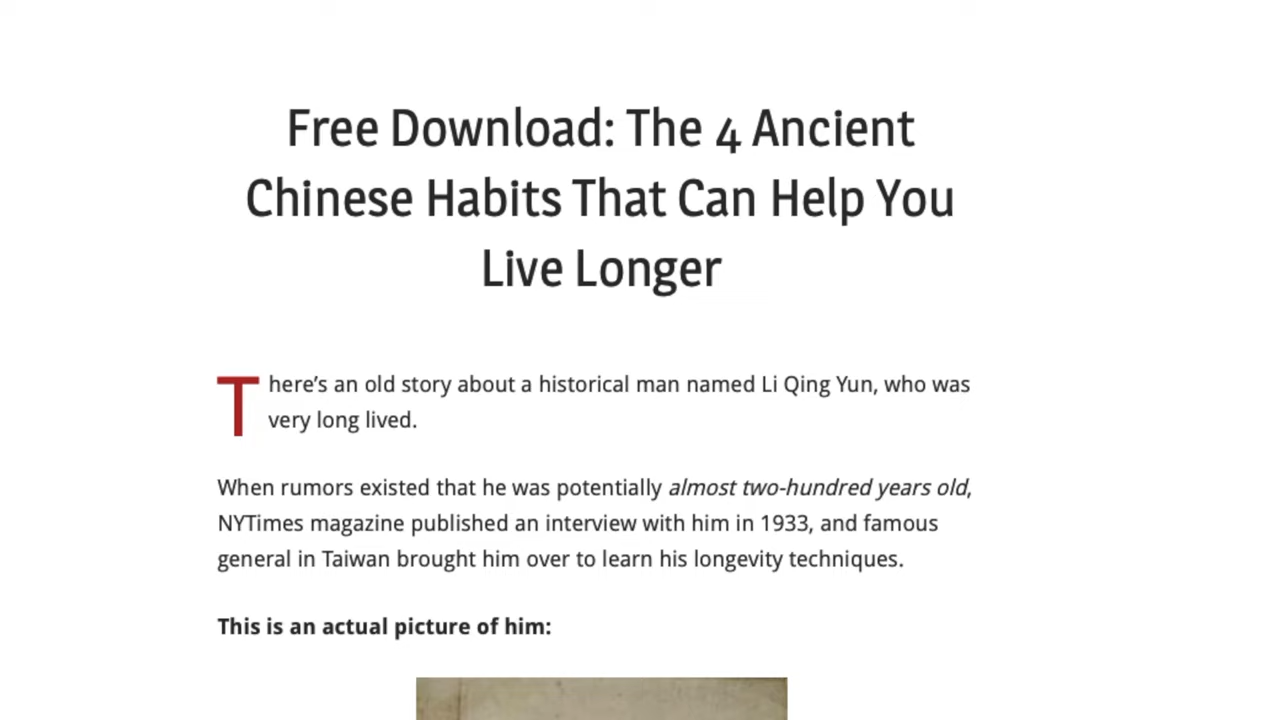 Free Download: The 4 Ancient
Chinese Habits That Can Help You
Live Longer
There’s an old story about a historical man named Li Qing Yun, who was
very long lived.
When rumors existed that he was potentially almost two-hundred years old,
NYTimes magazine published an interview with him in 1933, and famous
general in Taiwan brought him over to learn his longevity techniques.
This is an actual picture of him: